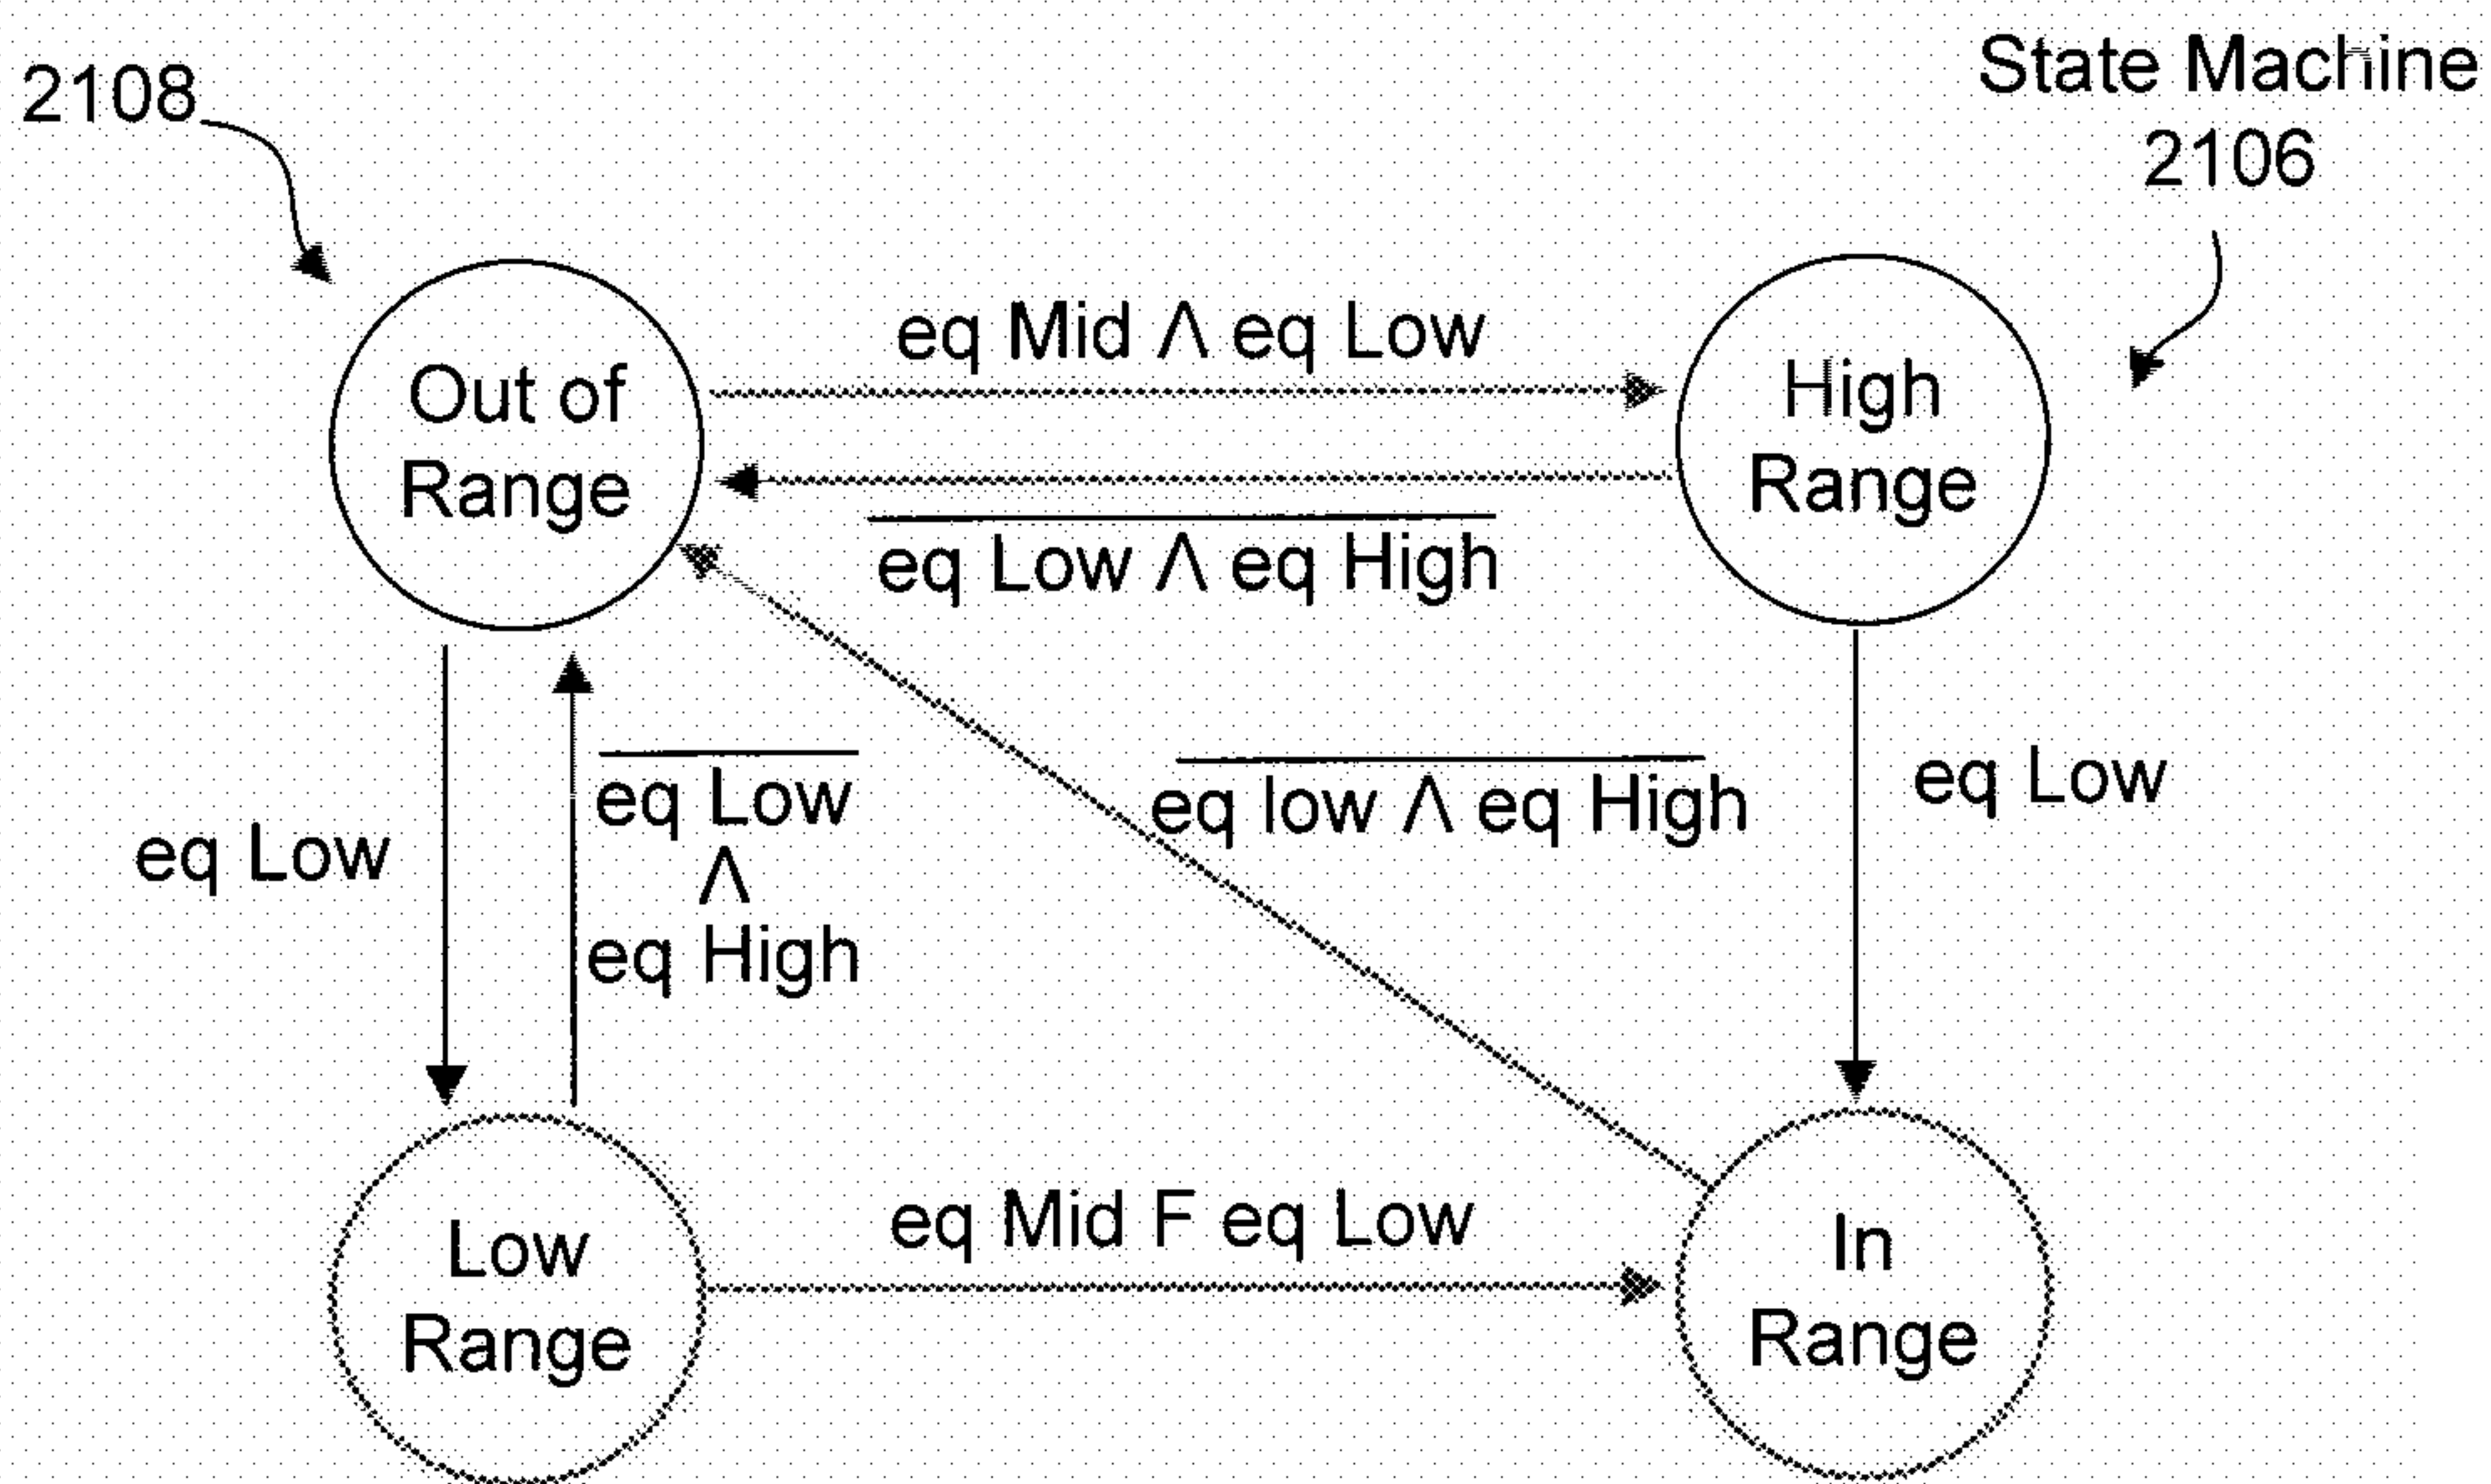 2108
State Machine
2106
Out of
Range
eq Mid Λ eq Low
High
Range
eq Low Λ eq High
eq Low
eq Low
Λ
eq High
eq low Λ eq High
eq Low
Low
Range
eq Mid F eq Low
In
Range